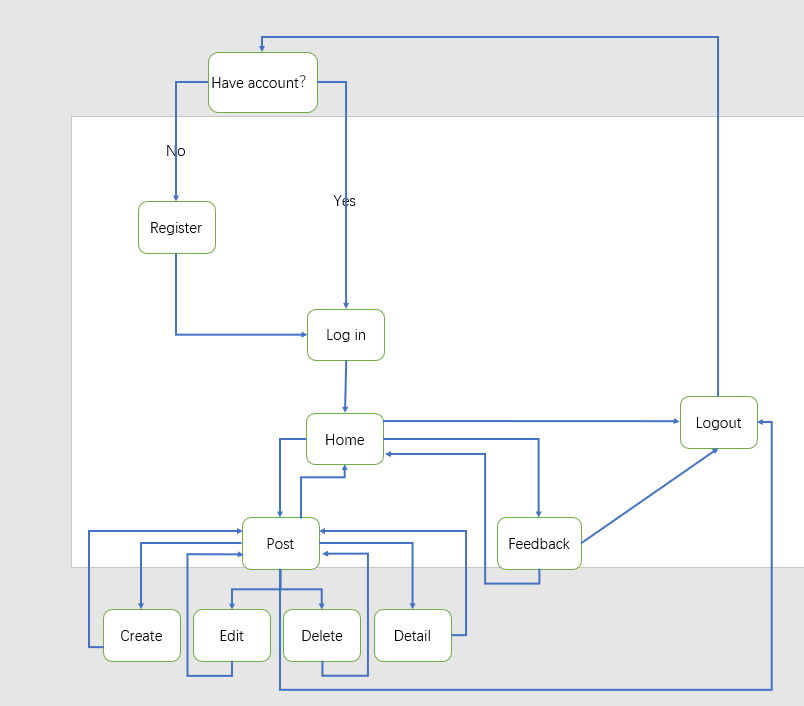 Have account?
No
Yes
Register
Log in
Logout
Home
Post
Feedback
Create
Edit
Delete
Detail